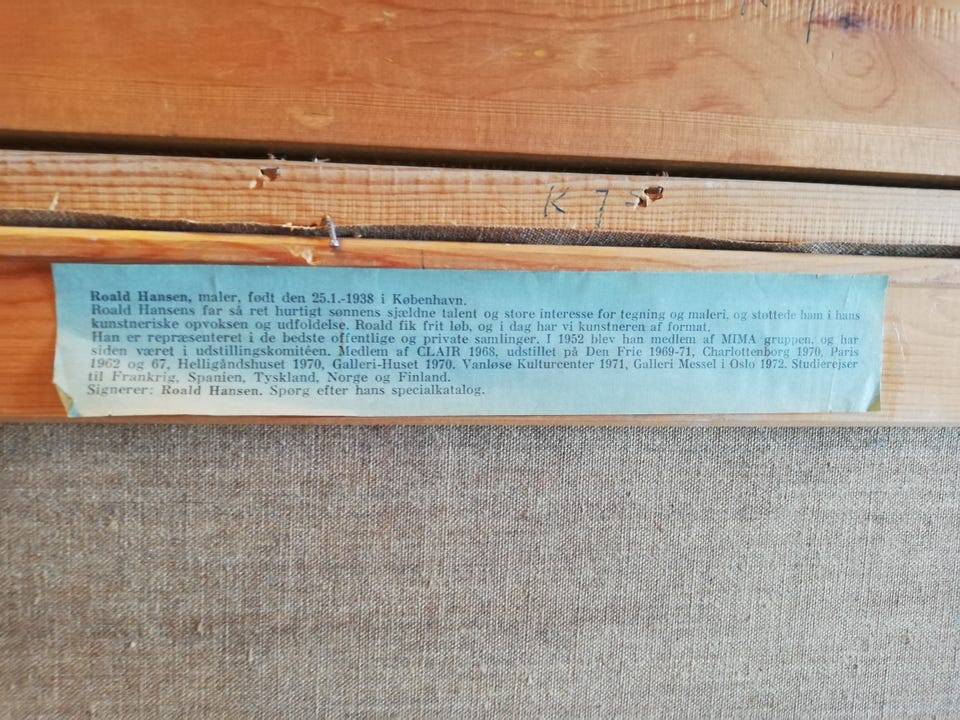 K 75
Roald Hansen, maler, født den 25.1.-1938 i København.
Roald Hansens far så ret hurtigt sønnens sjældne talent og store interesse for tegning og maleri, og støttede ham i hans
kunstneriske opvoksen og udfoldelse. Roald fik frit løb, og i dag har vi kunstneren af format.
Han er repræsenteret i de bedste offentlige og private samlinger. I 1952 blev han medlem af MIMA gruppen, og har
siden været i udstillingskomitéen. Medlem af CLAIR 1968, udstillet på Den Frie 1969-71, Charlottenborg 1970, Paris
1962 og 67, Helligåndshuset 1970, Galleri-Huset 1970. Vanløse Kulturcenter 1971, Galleri Messel i Oslo 1972. Studierejser
til Frankrig, Spanien, Tyskland, Norge og Finland.
Signerer: Roald Hansen. Spørg efter hans specialkatalog.